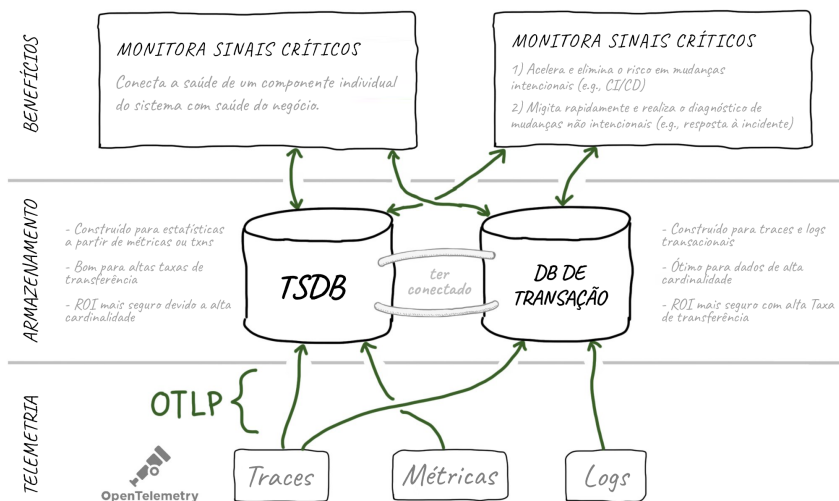 BENEFÍCIOS
MONITORA SINAIS CRÍTICOS
Conecta a saúde de um componente individual
do sistema com saúde do negócio.
MONITORA SINAIS CRÍTICOS
1) Acelera e elimina o risco em mudanças
intencionais (e.g., CI/CD)
2) Migita rapidamente e realiza o diagnóstico de
mudanças não intencionais (e.g., resposta à incidente)
ARMAZENAMENTO
- Construído para estatísticas
a partir de métricas ou txns
- Bom para altas taxas de
transferência
- ROI mais seguro devido a alta
cardinalidade
TSDB
ter
conectado
DB DE
TRANSAÇÃO
- Construído para traces e logs
transacionais
- Ótimo para dados de alta
cardinalidade
- ROI mais seguro com alta Taxa
de transferência
TELEMETRIA
OTLP
OpenTelemetry
Traces
Métricas
Logs